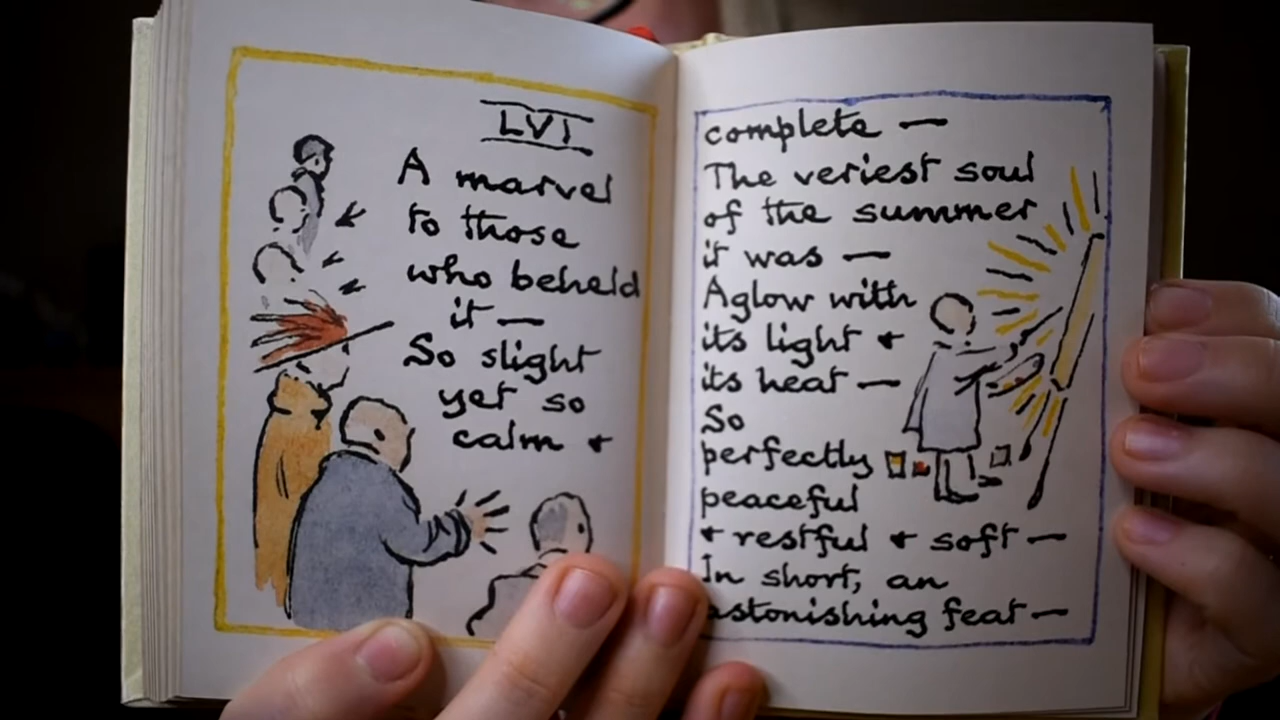 LVI
A marvel
to those
who beheld
it —
So slight
yet so
calm +
complete —
The veriest soul
of the summer
it was —
Aglow with
its light +
its heat —
So
perfectly
peaceful
+ restful + soft —
In short, an
astonishing feat —